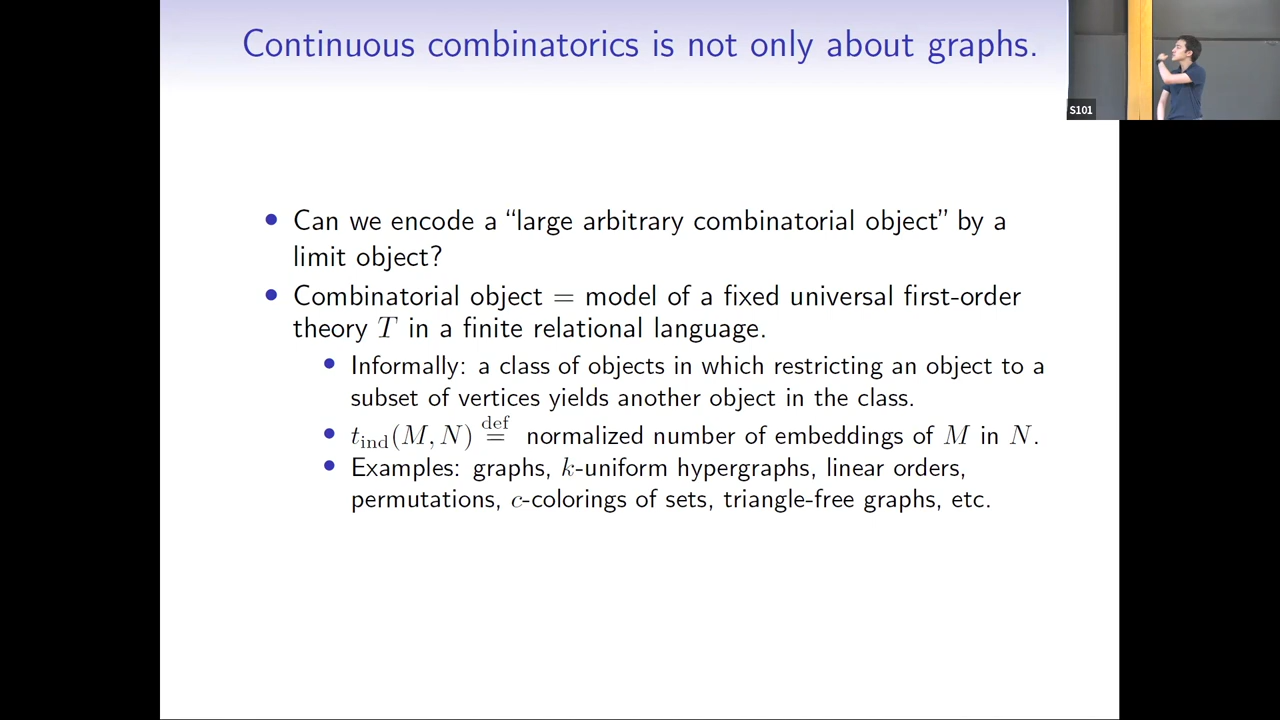 Continuous combinatorics is not only about graphs.
S101
• Can we encode a “large arbitrary combinatorial object” by a
limit object?
• Combinatorial object = model of a fixed universal first-order
theory T in a finite relational language.
• Informally: a class of objects in which restricting an object to a
subset of vertices yields another object in the class.
• t_ind(M, N) ≝ normalized number of embeddings of M in N.
• Examples: graphs, k-uniform hypergraphs, linear orders,
permutations, c-colorings of sets, triangle-free graphs, etc.